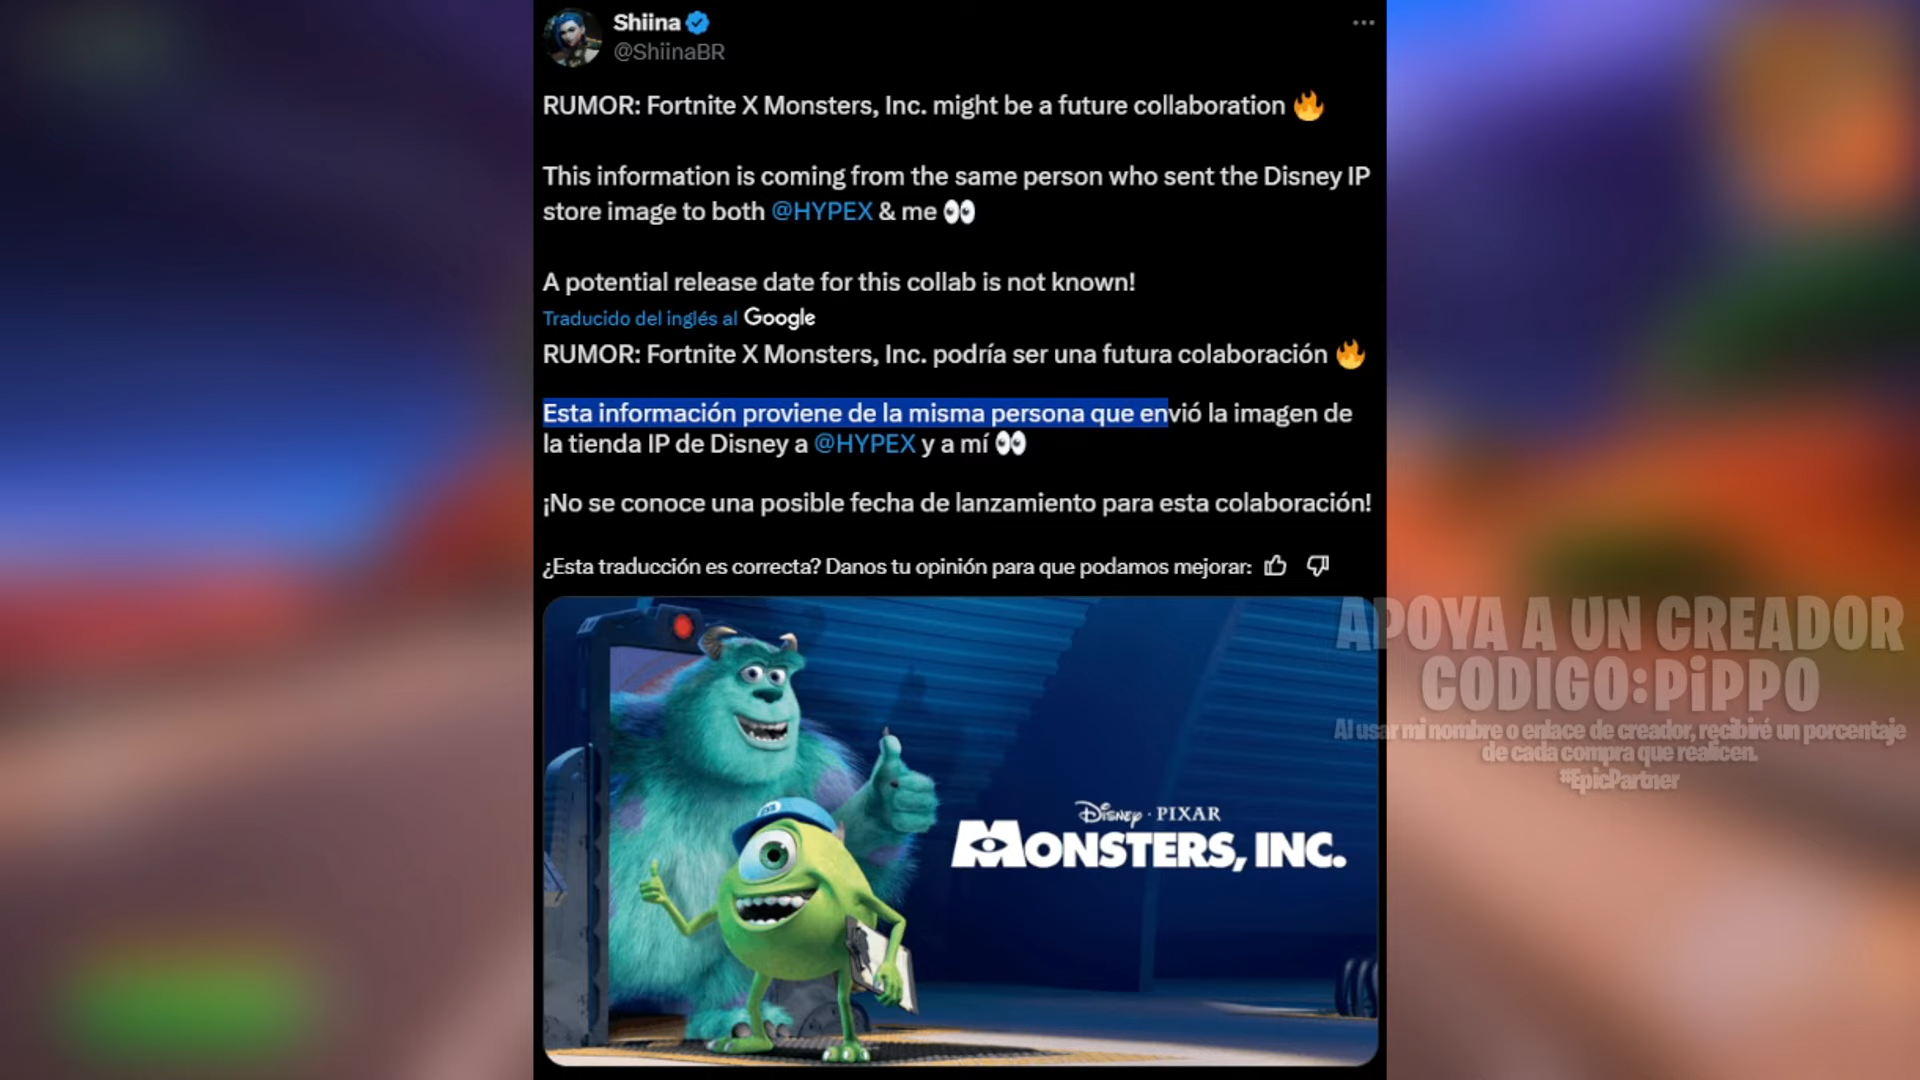 Shiina
@ShiinaBR
RUMOR: Fortnite X Monsters, Inc. might be a future collaboration 🔥
This information is coming from the same person who sent the Disney IP
store image to both @HYPEX & me 👀
A potential release date for this collab is not known!
Traducido del inglés al Google
RUMOR: Fortnite X Monsters, Inc. podría ser una futura colaboración 🔥
Esta información proviene de la misma persona que envió la imagen de
la tienda IP de Disney a @HYPEX y a mí 👀
¡No se conoce una posible fecha de lanzamiento para esta colaboración!
¿Esta traducción es correcta? Danos tu opinión para que podamos mejorar:
Disney · PIXAR
MONSTERS, INC.
APOYA A UN CREADOR
CODIGO:PiPPO
Al usar mi nombre o enlace de creador, recibiré un porcentaje
de cada compra que realicen.
#EpicPartner